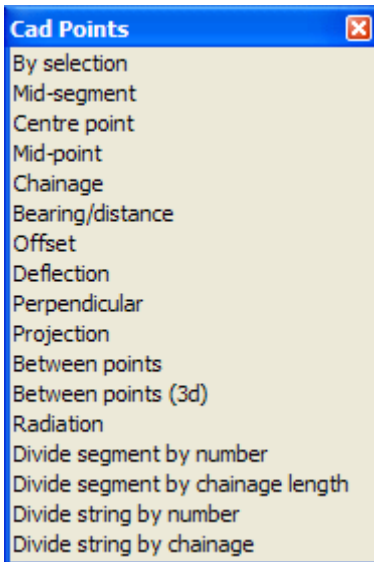 Cad Points
By selection
Mid-segment
Centre point
Mid-point
Chainage
Bearing/distance
Offset
Deflection
Perpendicular
Projection
Between points
Between points (3d)
Radiation
Divide segment by number
Divide segment by chainage length
Divide string by number
Divide string by chainage